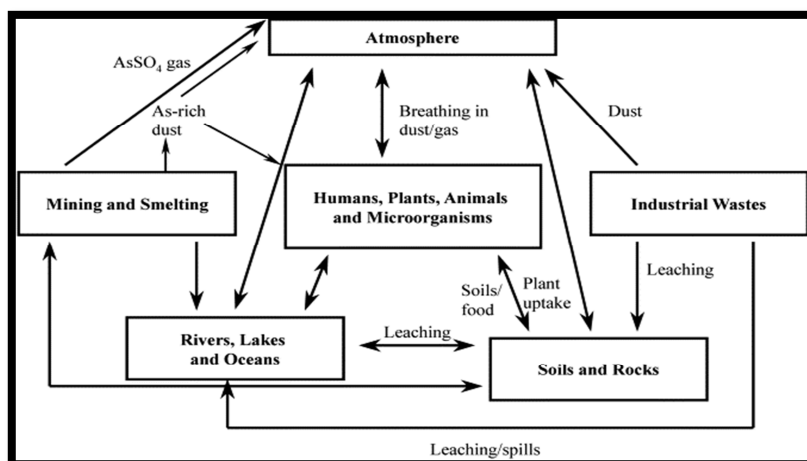 Atmosphere
AsSO₄ gas
As-rich
dust
Breathing in
dust/gas
Dust
Mining and Smelting
Humans, Plants, Animals
and Microorganisms
Industrial Wastes
Soils/
food
Plant
uptake
Leaching
Rivers, Lakes
and Oceans
Leaching
Soils and Rocks
Leaching/spills